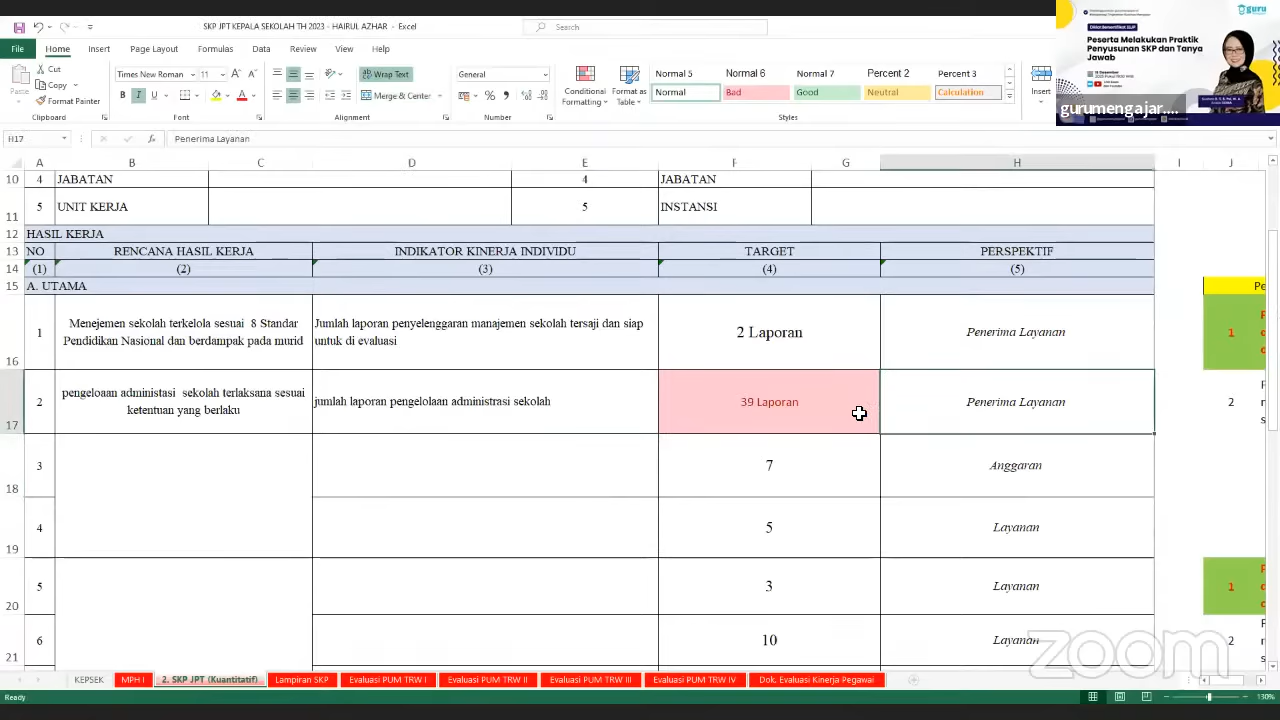 SKP JPT KEPALA SEKOLAH TH 2023 - HAIRUL AZHAR - Excel
Search
File Home Insert Page Layout Formulas Data Review View Help
Paste
Cut
Copy
Format Painter
Clipboard
Times New Roman 11
B I U
Font
Wrap Text
Merge & Center
Alignment
General
Number
Conditional Formatting
Format as Table
Normal 5 Normal 6 Normal 7 Percent 2 Percent 3
Normal Bad Good Neutral Calculation
Styles
Insert
guru
Peserta Melakukan Praktik
Penyusunan SKP dan Tanya
Jawab
gurumengajar....
H17 Penerima Layanan
A B C D E F G H I J
10 4 JABATAN 4 JABATAN
11 5 UNIT KERJA 5 INSTANSI
12 HASIL KERJA
13 NO RENCANA HASIL KERJA INDIKATOR KINERJA INDIVIDU TARGET PERSPEKTIF
14 (1) (2) (3) (4) (5)
15 A. UTAMA Pe
16 1 Menejemen sekolah terkelola sesuai 8 Standar
Pendidikan Nasional dan berdampak pada murid
Jumlah laporan penyelenggaran manajemen sekolah tersaji dan siap
untuk di evaluasi
2 Laporan Penerima Layanan 1
17 2 pengeloaan administasi sekolah terlaksana sesuai
ketentuan yang berlaku
jumlah laporan pengelolaan administrasi sekolah
39 Laporan Penerima Layanan 2
18 3 7 Anggaran
19 4 5 Layanan
20 5 3 Layanan 1
21 6 10 Layanan 2
zoom
KEPSEK MPH I 2. SKP JPT (Kuantitatif) Lampiran SKP Evaluasi PUM TRW I Evaluasi PUM TRW II Evaluasi PUM TRW III Evaluasi PUM TRW IV Dok. Evaluasi Kinerja Pegawai
Ready
130%